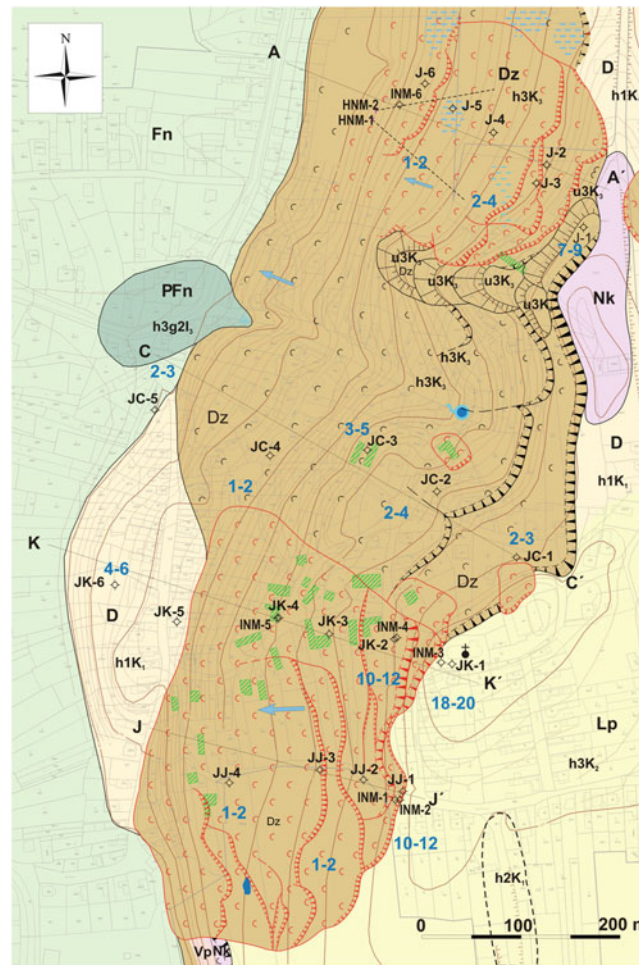 N
A
J-6
Dz
D
INM-6
h3K₃
h1K₁
HNM-2
J-5
HNM-1
J-4
Fn
1-2
J-2
A´
J-3
2-4
u3K₃
J-1
7-9
u3K₃
Dz
u3K₃
u3K₃
u3K₃
Nk
PFn
h3g2l₃
h3K₃
C
h3K₃
2-3
JC-5
Dz
D
3-5
h1K₁
JC-4
JC-3
1-2
JC-2
2-4
K
2-3
JC-1
4-6
Dz
C´
JK-6
D
JK-4
JK-5
INM-5
JK-3
INM-4
h1K₁
JK-2
INM-3
JK-1
10-12
K´
18-20
J
Lp
JJ-3
JJ-2
h3K₂
JJ-4
JJ-1
INM-1
J´
1-2
INM-2
Dz
10-12
1-2
h2K
0 100 200 m
Vp
Nk